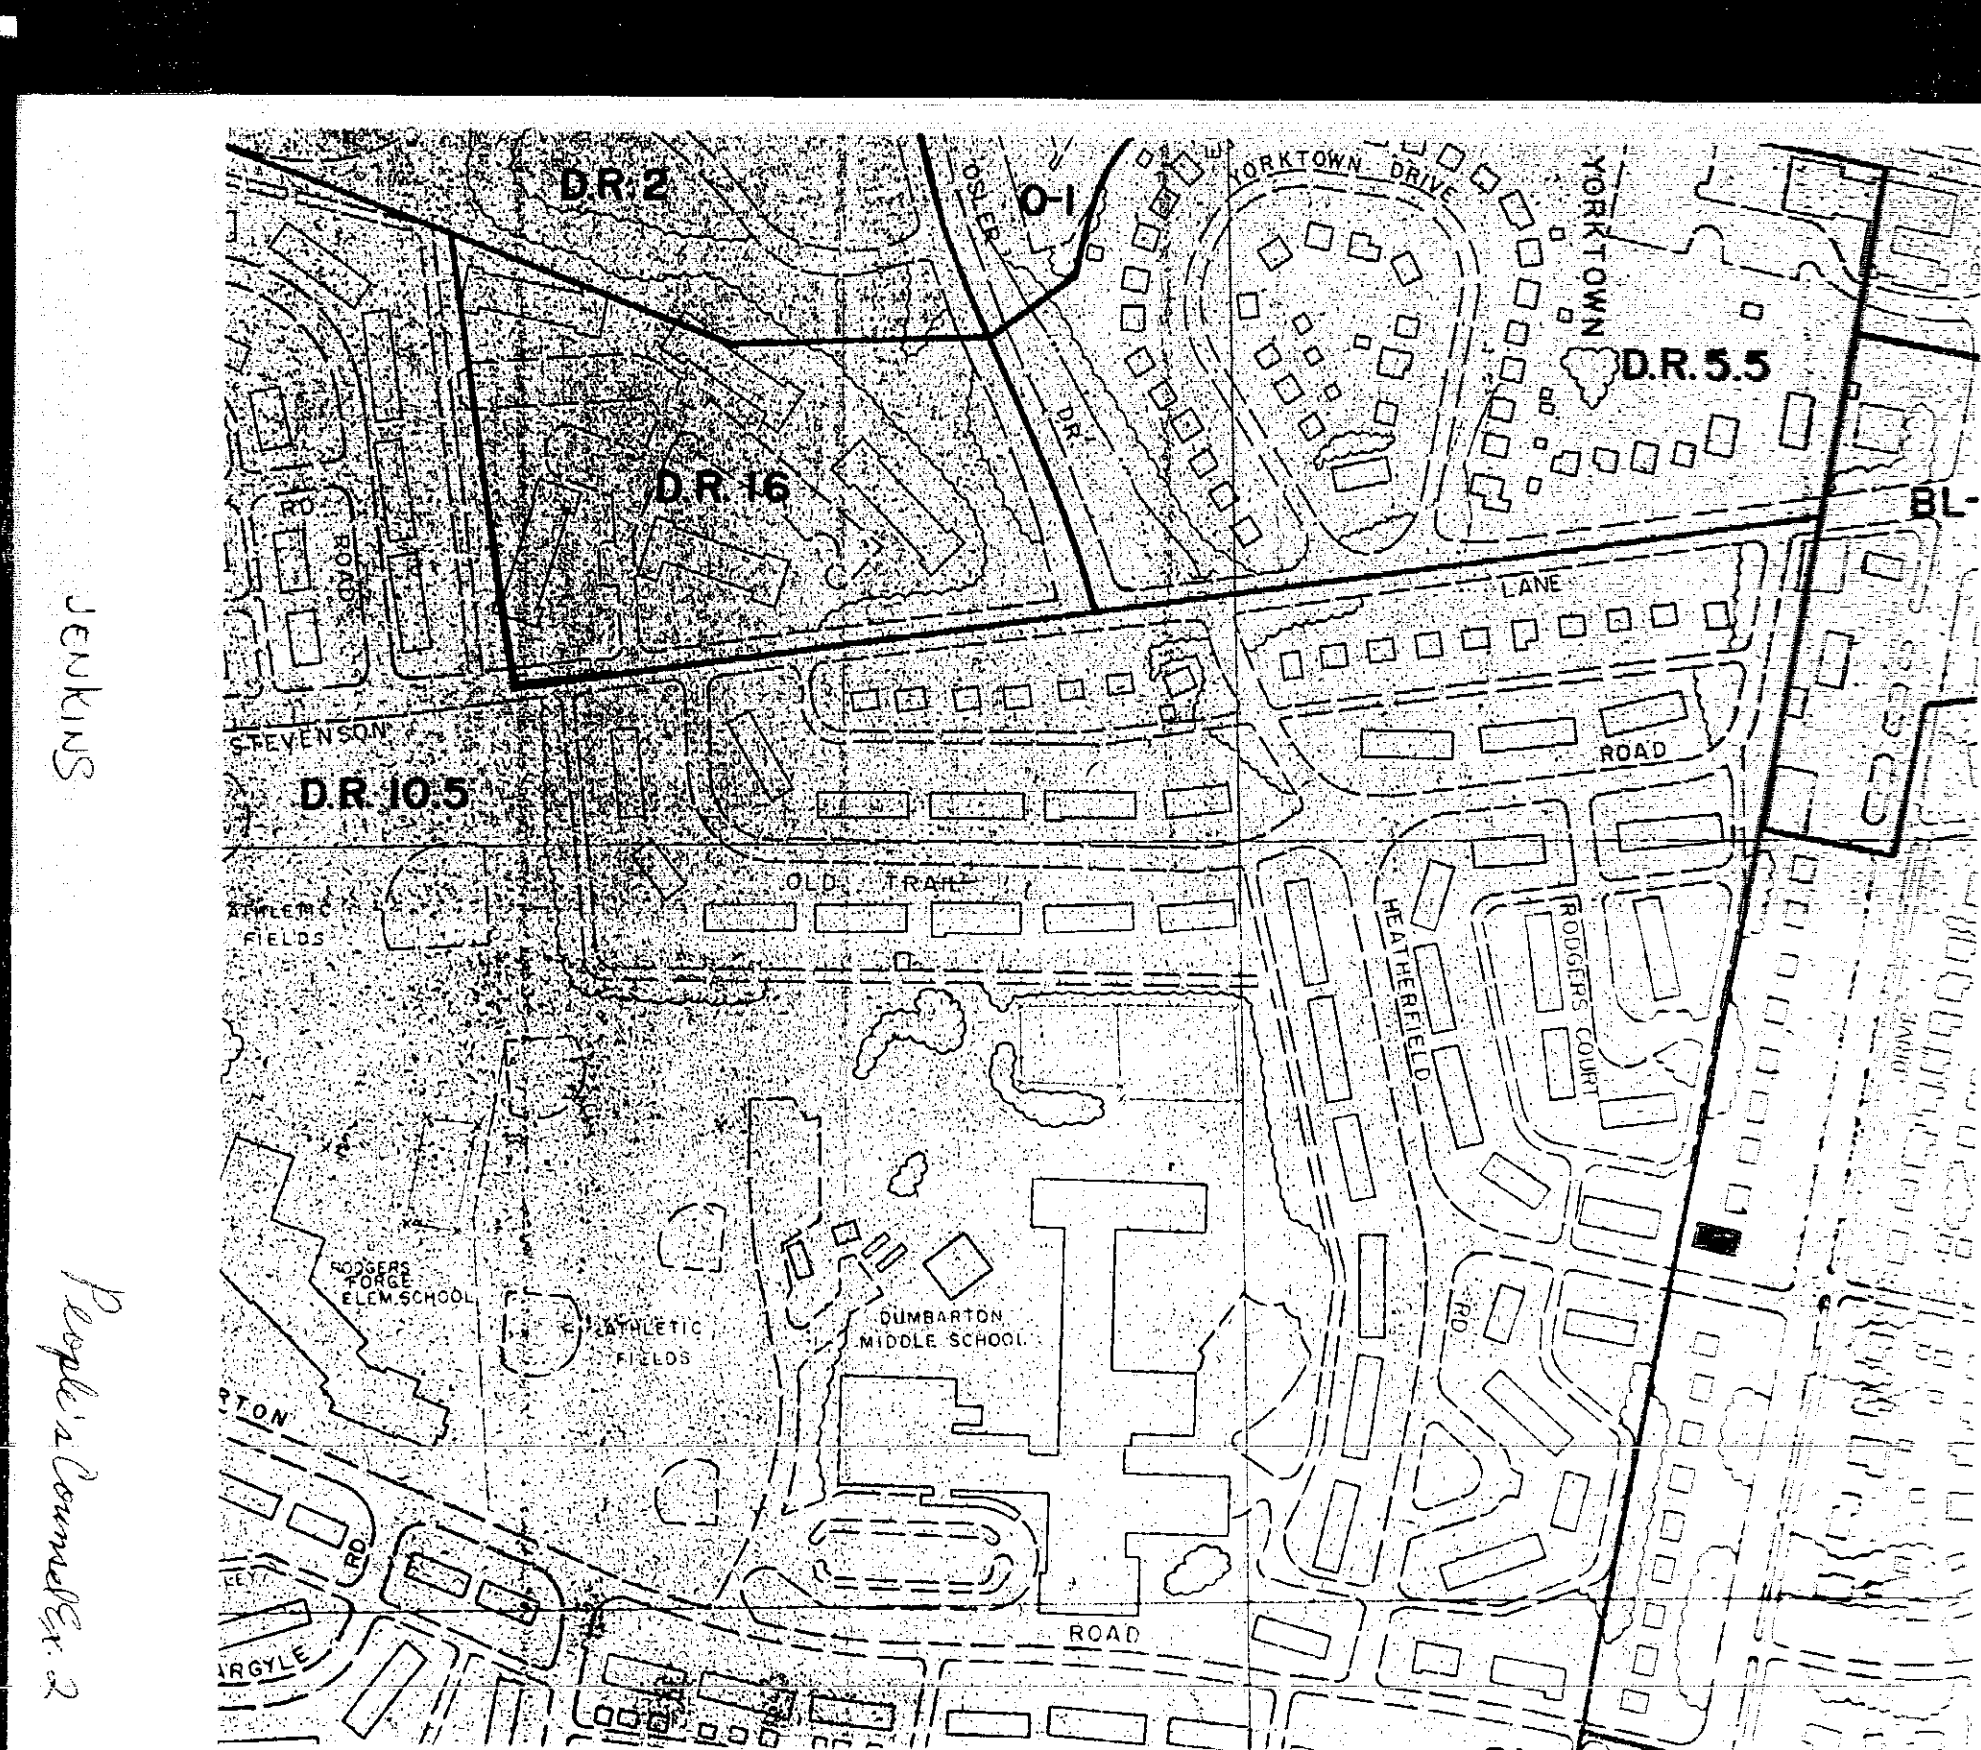 JENKINS
People's Counsel Ex. 2
D.R. 2
OSLER
O-1
YORKTOWN DRIVE
YORKTOWN
D.R. 5.5
DR.
D.R. 16
RD
ROAD
BL-
LANE
STEVENSON
ROAD
D.R. 10.5
OLD TRAIL
ATHLETIC
FIELDS
HEATHERFIELD
RODGERS COURT
RODGERS
FORGE
ELEM. SCHOOL
ATHLETIC
FIELDS
DUMBARTON
MIDDLE SCHOOL
RD
RTON
RD.
KEY
ARGYLE
ROAD